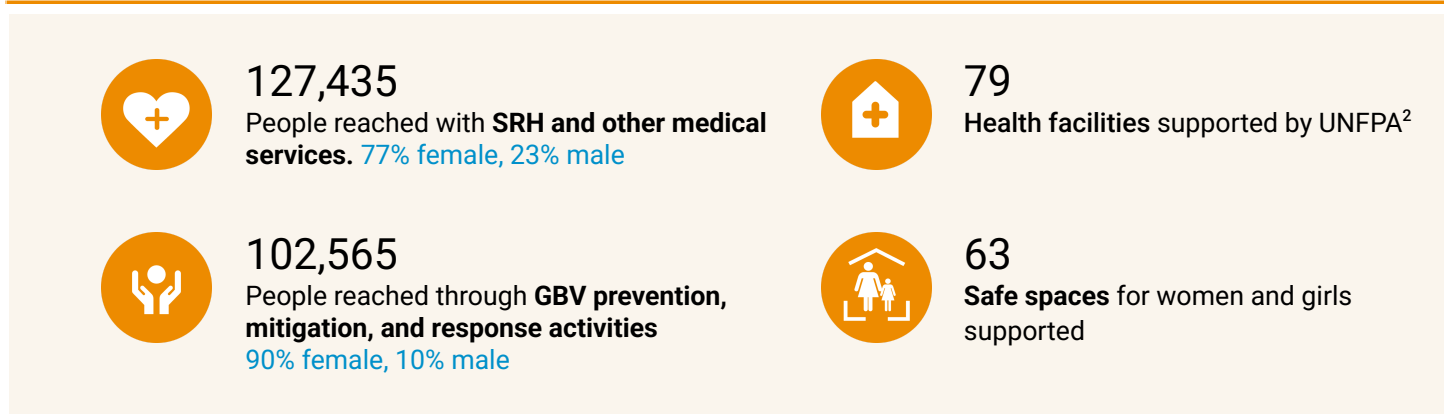 127,435
People reached with SRH and other medical
services. 77% female, 23% male
79
Health facilities supported by UNFPA²
102,565
People reached through GBV prevention,
mitigation, and response activities
90% female, 10% male
63
Safe spaces for women and girls
supported